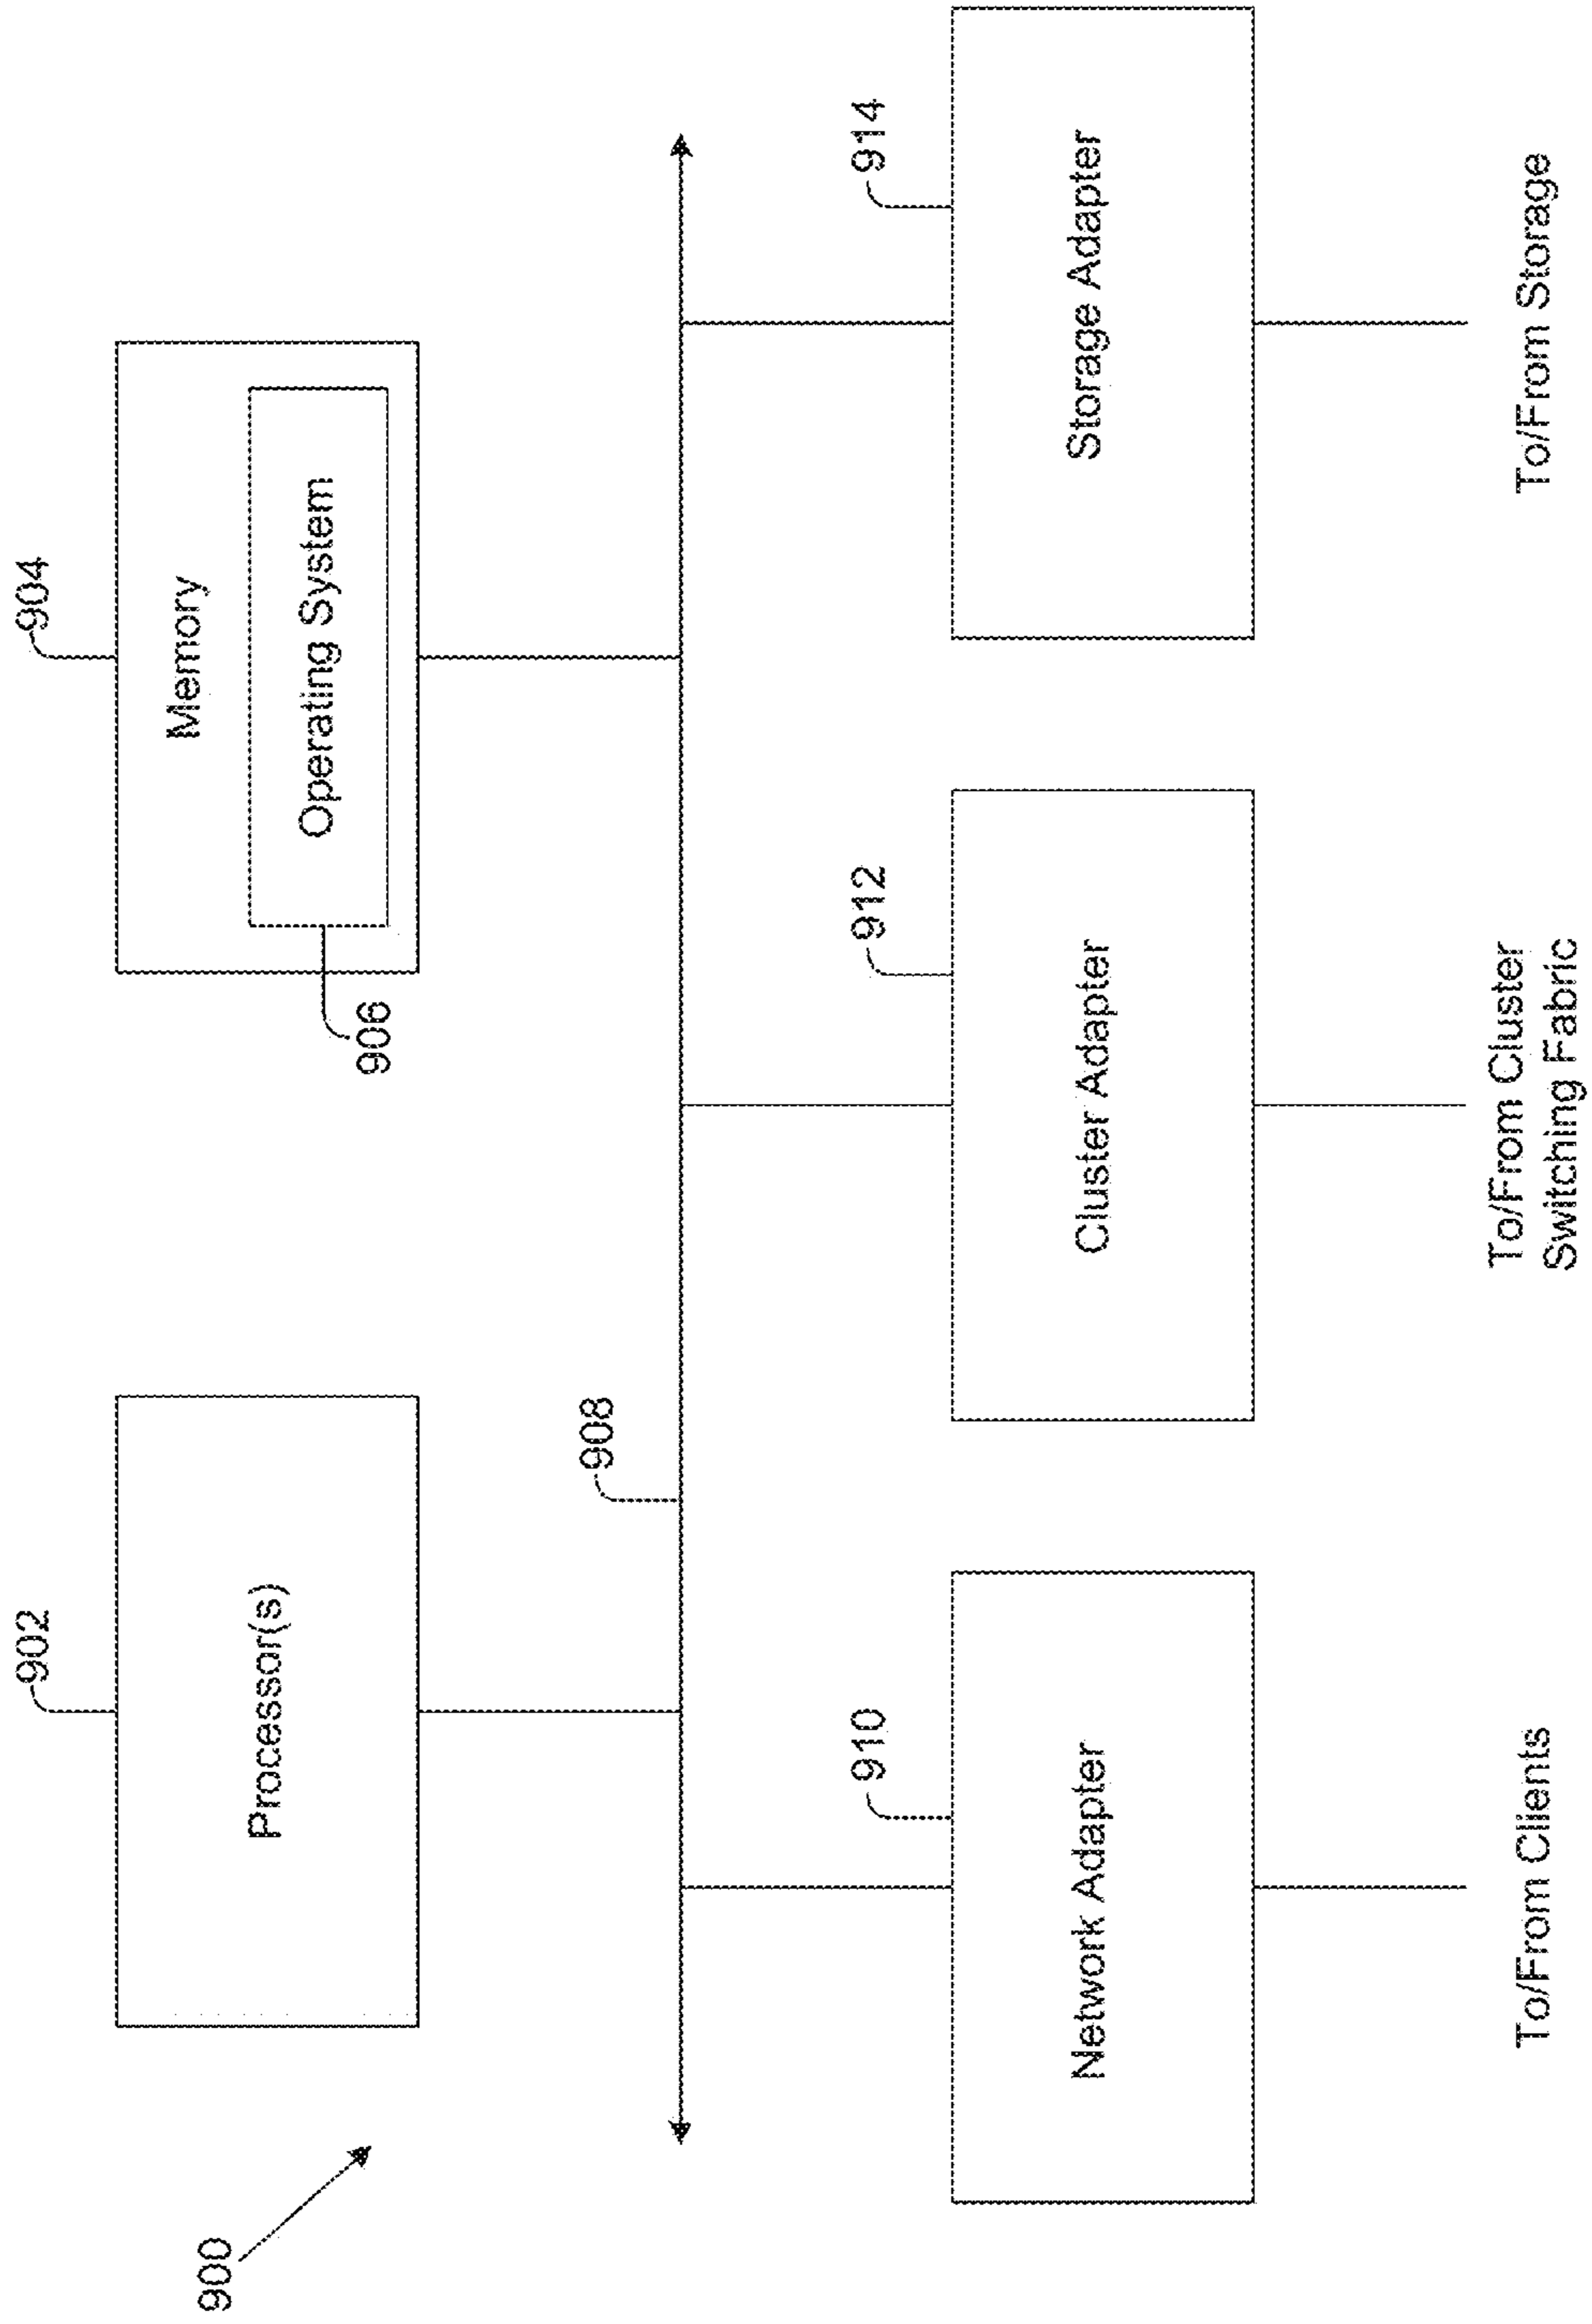 900
902
Processor(s)
904
Memory
Operating System
906
908
910
Network Adapter
912
Cluster Adapter
914
Storage Adapter
To/From Clients
To/From Cluster
Switching Fabric
To/From Storage